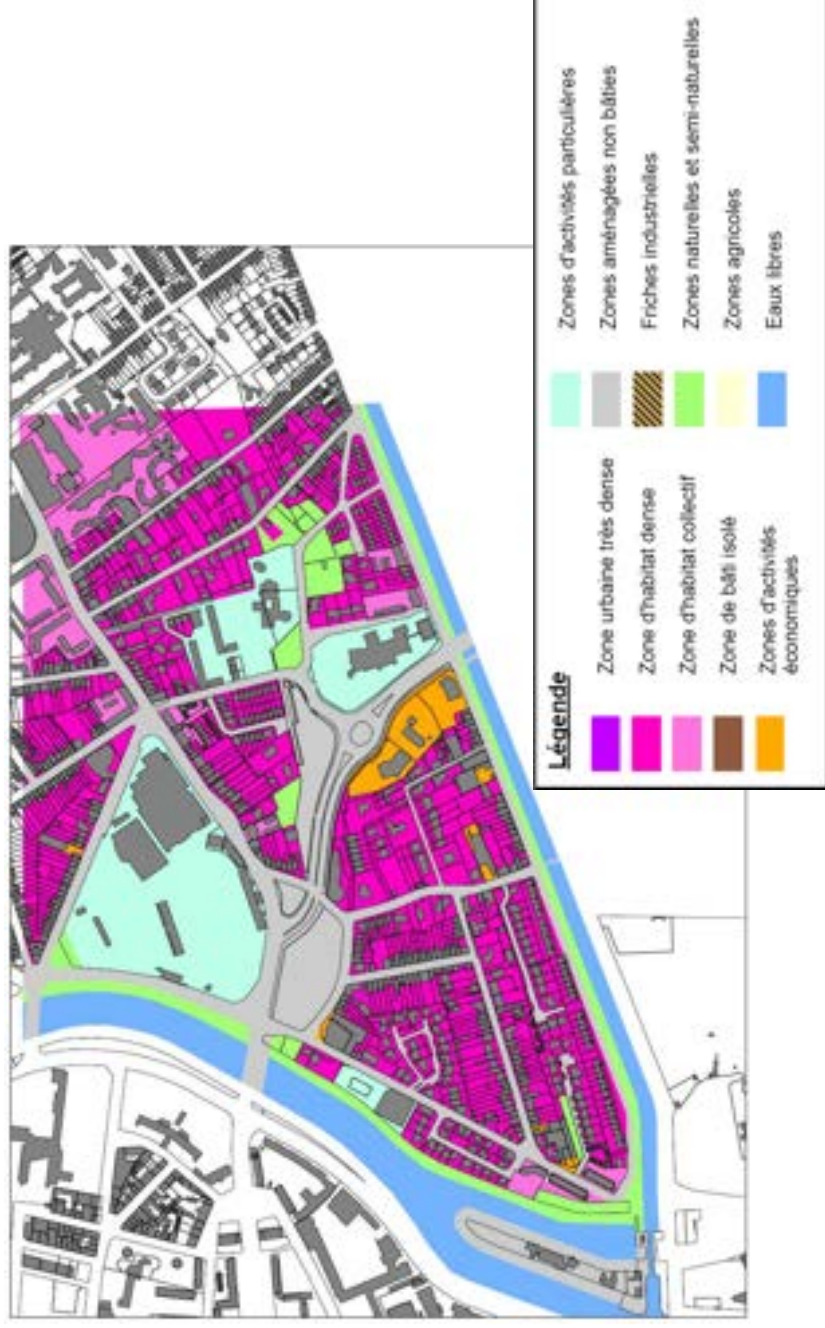 Légende
Zone urbaine très dense
Zone d'habitat dense
Zone d'habitat collectif
Zone de bâti isolé
Zones d'activités
économiques
Zones d'activités particulières
Zones aménagées non bâties
Friches industrielles
Zones naturelles et semi-naturelles
Zones agricoles
Eaux libres